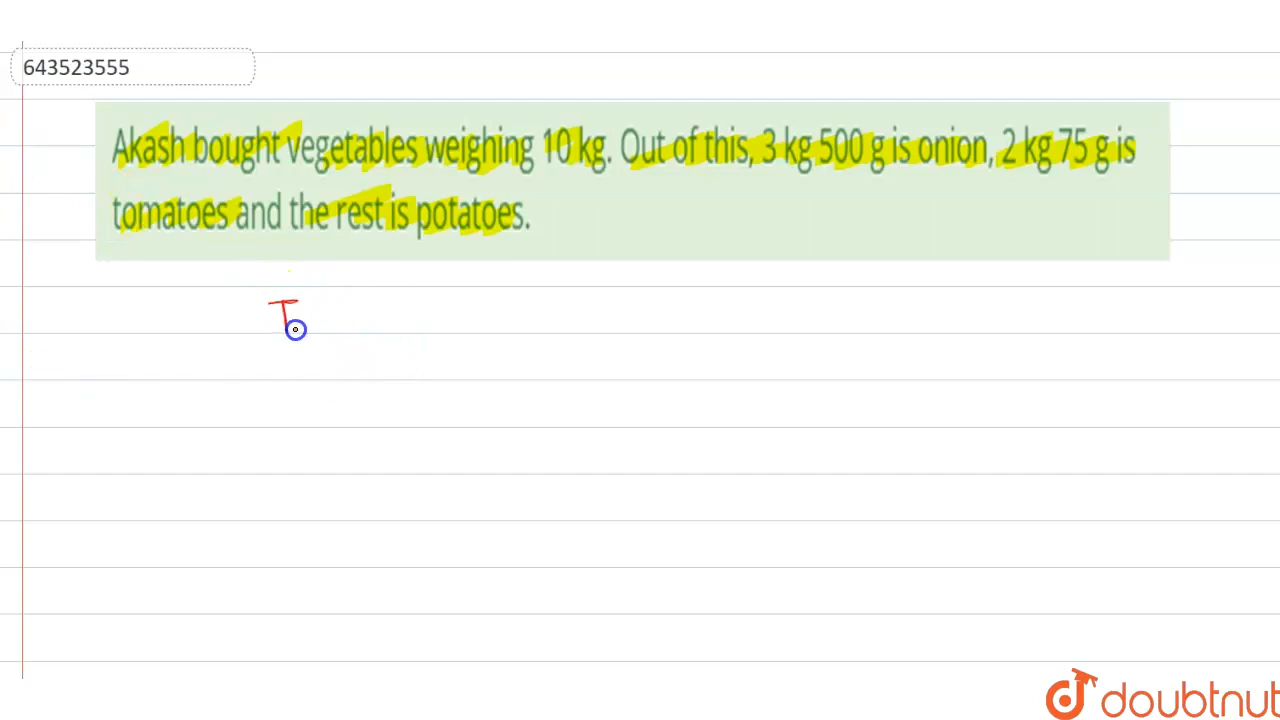 643523555
Akash bought vegetables weighing 10 kg. Out of this, 3 kg 500 g is onion, 2 kg 75 g is
tomatoes and the rest is potatoes.
T
doubtnut